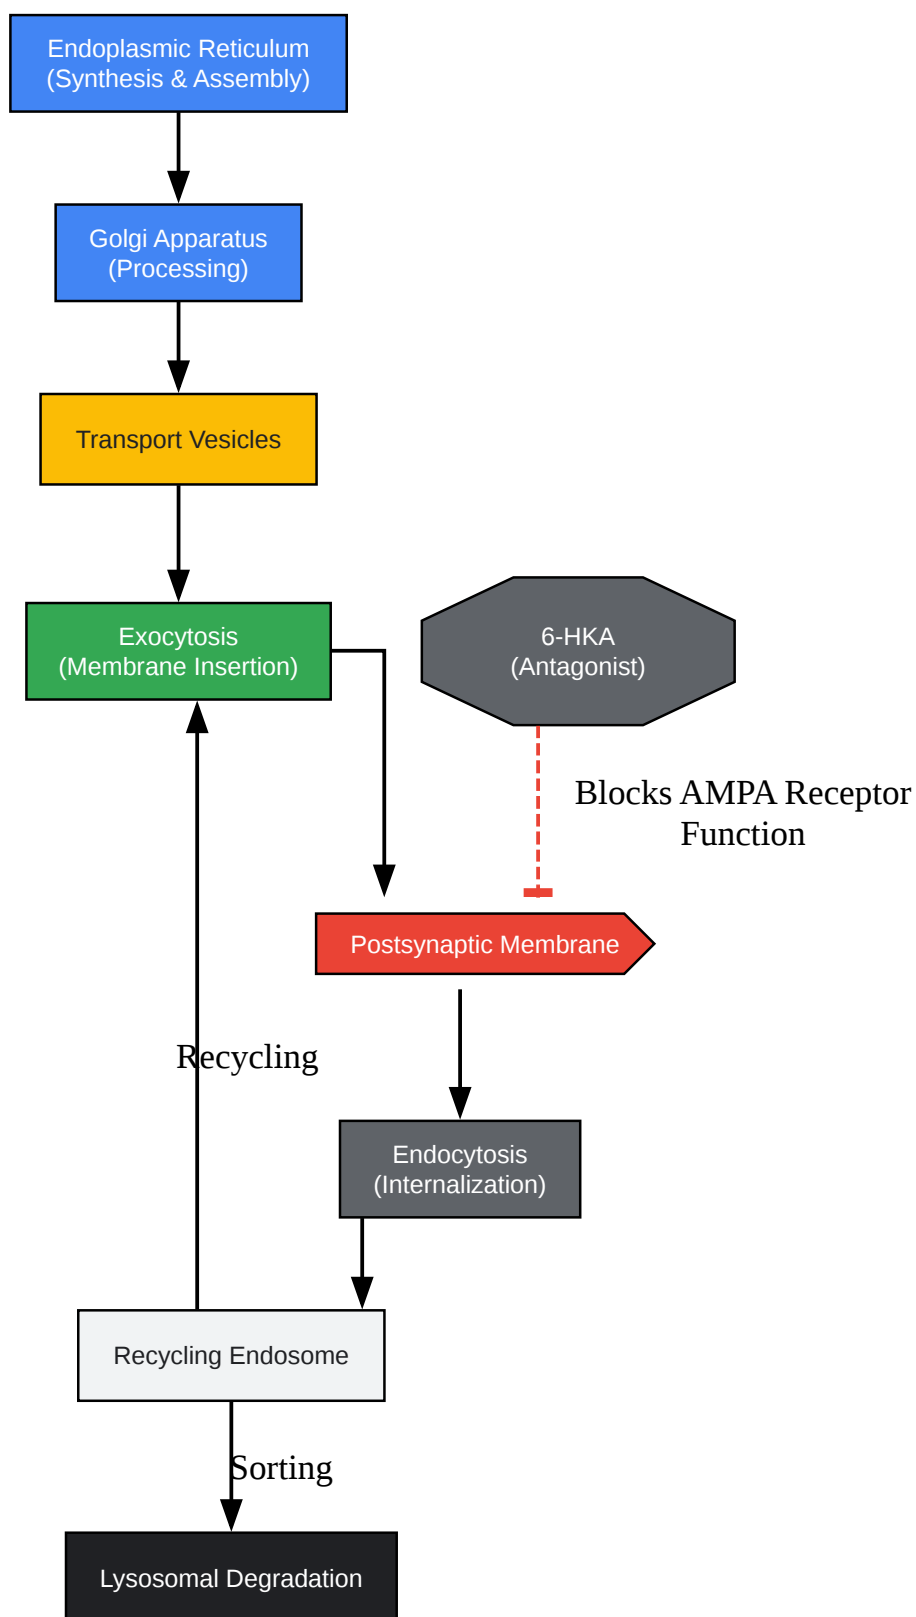 Endoplasmic Reticulum
(Synthesis & Assembly)
Golgi Apparatus
(Processing)
Transport Vesicles
Exocytosis
(Membrane Insertion)
6-HKA
(Antagonist)
Blocks AMPA Receptor
Function
Postsynaptic Membrane
Recycling
Endocytosis
(Internalization)
Recycling Endosome
Sorting
Lysosomal Degradation